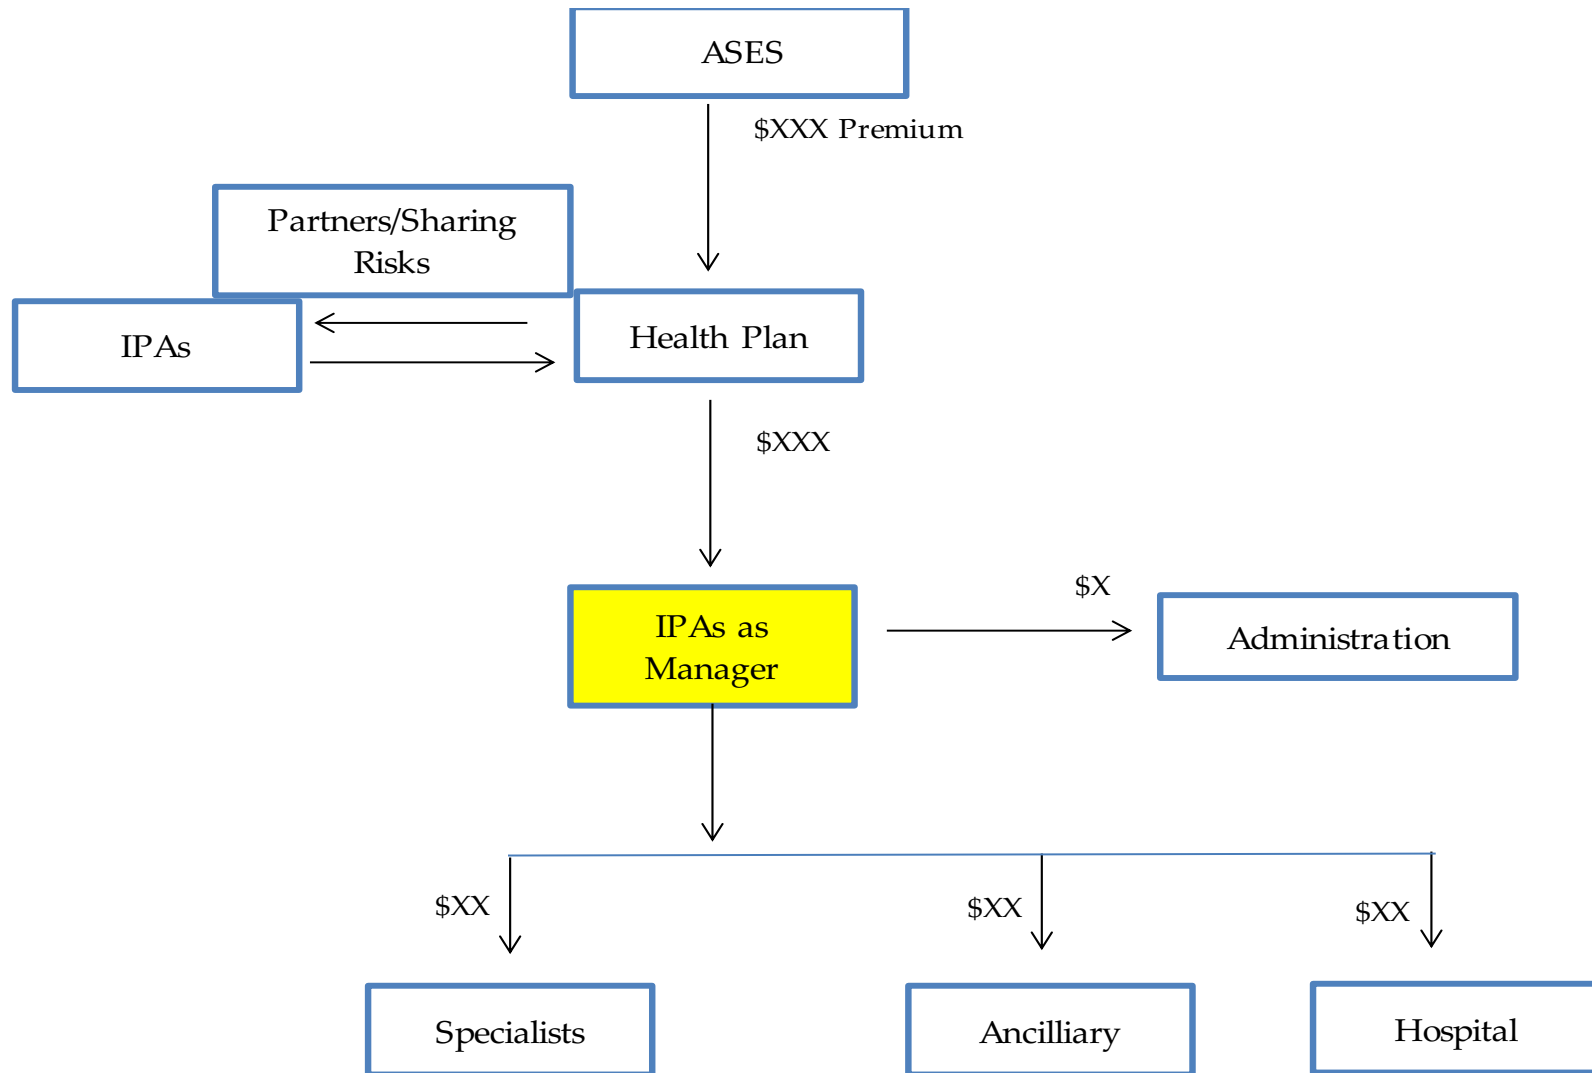 ASES
$XXX Premium
Partners/Sharing
Risks
IPAs
Health Plan
$XXX
IPAs as
Manager
$X
Administration
$XX
$XX
$XX
Specialists
Ancilliary
Hospital